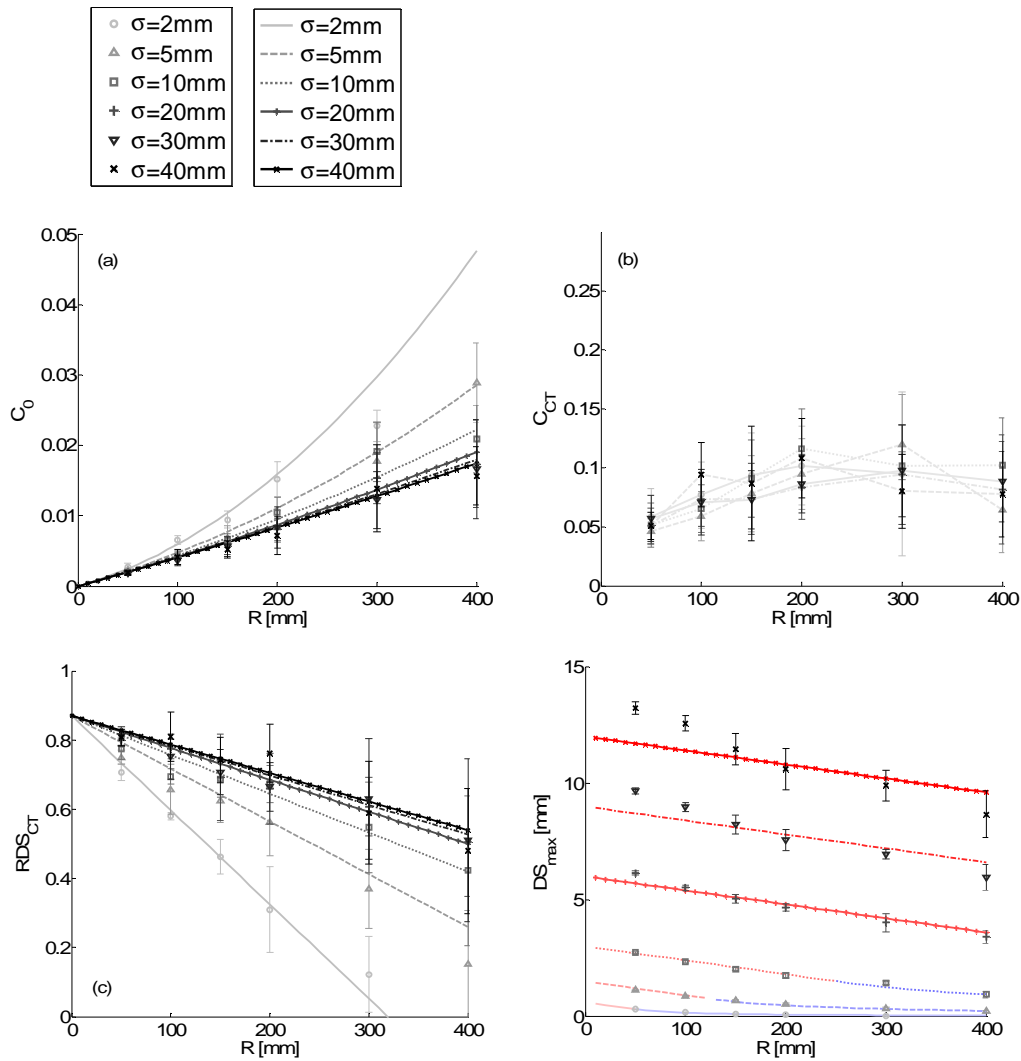 σ=2mm
σ=5mm
σ=10mm
σ=20mm
σ=30mm
σ=40mm
σ=2mm
σ=5mm
σ=10mm
σ=20mm
σ=30mm
σ=40mm
0.05
0.04
0.03
0.02
0.01
0
C0
(a)
0 100 200 300 400
R [mm]
0.25
0.2
0.15
0.1
0.05
0
CCT
(b)
0 100 200 300 400
R [mm]
1
0.8
0.6
0.4
0.2
0
RDSCT
(c)
0 100 200 300 400
R [mm]
15
10
5
0
DSmax [mm]
0 100 200 300 400
R [mm]